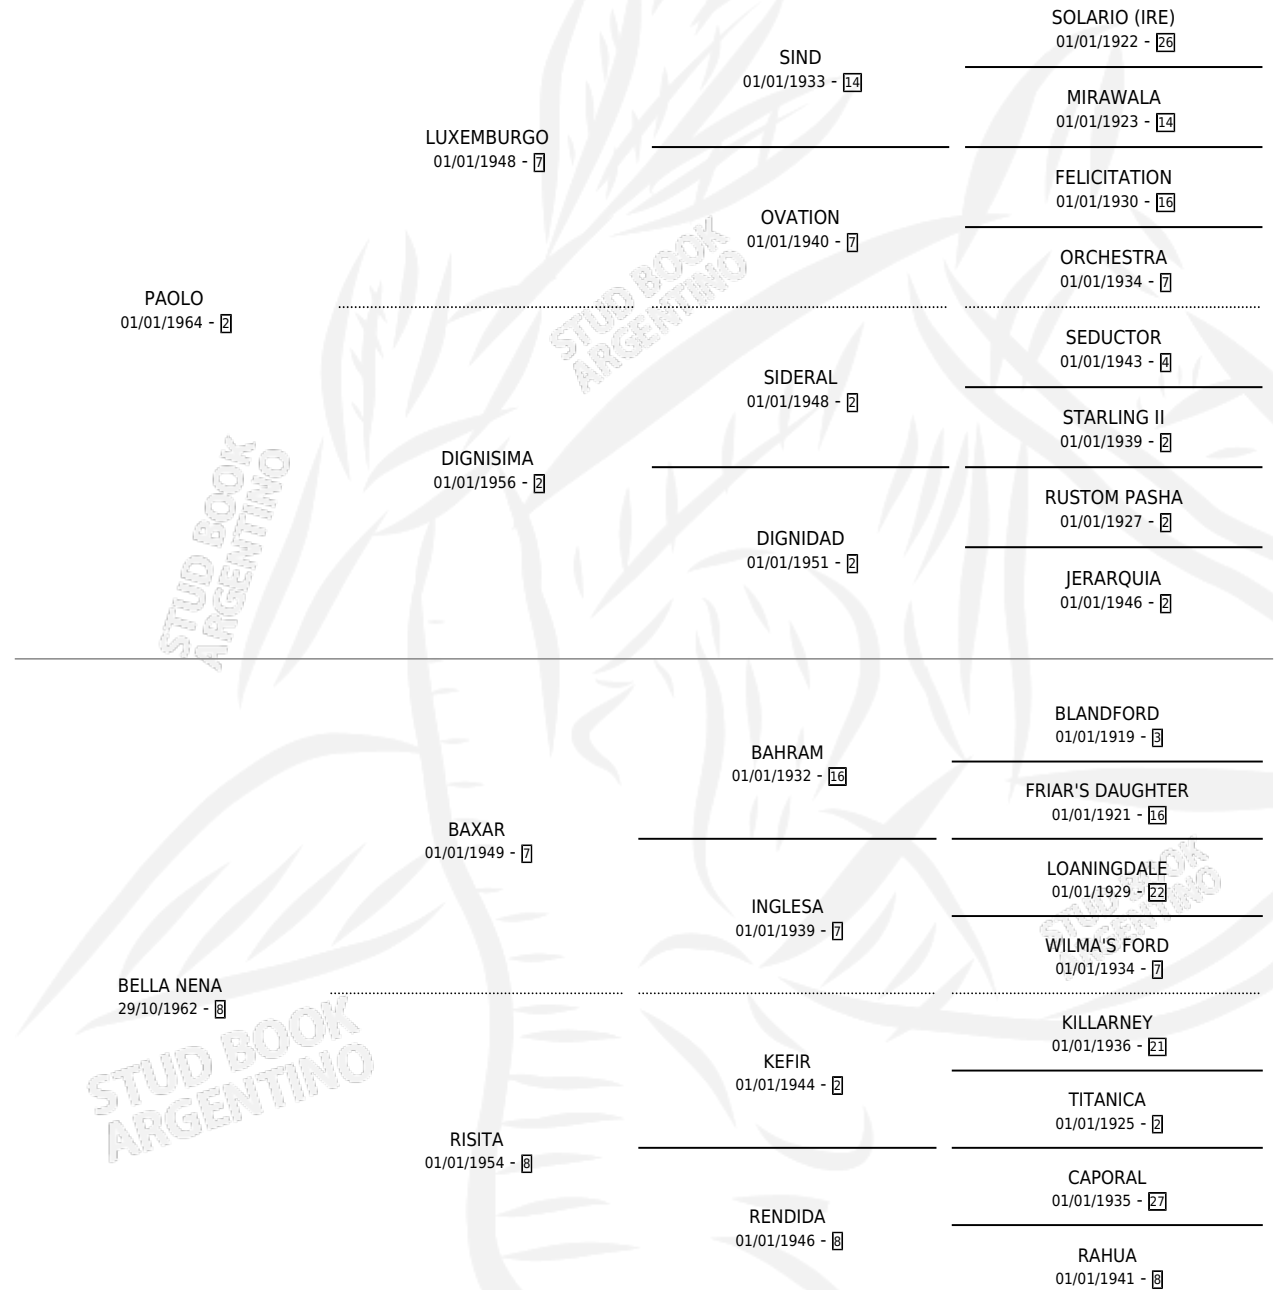 SOLARIO (IRE)
01/01/1922 - 26
SIND
01/01/1933 - 14
MIRAWALA
01/01/1923 - 14
LUXEMBURGO
01/01/1948 - 7
FELICITATION
01/01/1930 - 16
OVATION
01/01/1940 - 7
ORCHESTRA
01/01/1934 - 7
PAOLO
01/01/1964 - 2
SEDUCTOR
01/01/1943 - 4
SIDERAL
01/01/1948 - 2
STARLING II
01/01/1939 - 2
DIGNISIMA
01/01/1956 - 2
RUSTOM PASHA
01/01/1927 - 2
DIGNIDAD
01/01/1951 - 2
JERARQUIA
01/01/1946 - 2
BLANDFORD
01/01/1919 - 3
BAHRAM
01/01/1932 - 16
FRIAR'S DAUGHTER
01/01/1921 - 16
BAXAR
01/01/1949 - 7
LOANINGDALE
01/01/1929 - 22
INGLESA
01/01/1939 - 7
WILMA'S FORD
01/01/1934 - 7
BELLA NENA
29/10/1962 - 8
KILLARNEY
01/01/1936 - 21
KEFIR
01/01/1944 - 2
TITANICA
01/01/1925 - 2
RISITA
01/01/1954 - 8
CAPORAL
01/01/1935 - 27
RENDIDA
01/01/1946 - 8
RAHUA
01/01/1941 - 8
STUD BOOK
ARGENTINO
STUD BOOK
ARGENTINO
STUD BOOK
ARGENTINO
STUD BOOK
ARGENTINO